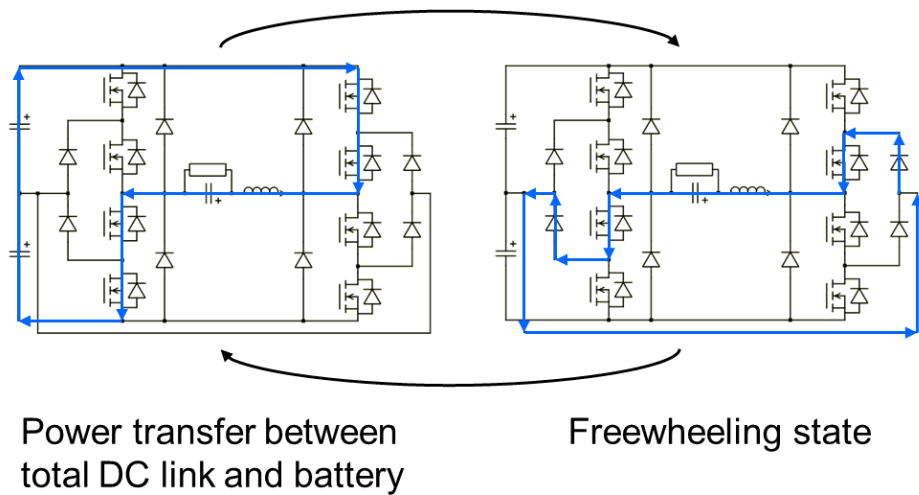 +
+
+
+
+
+
Power transfer between
total DC link and battery
Freewheeling state